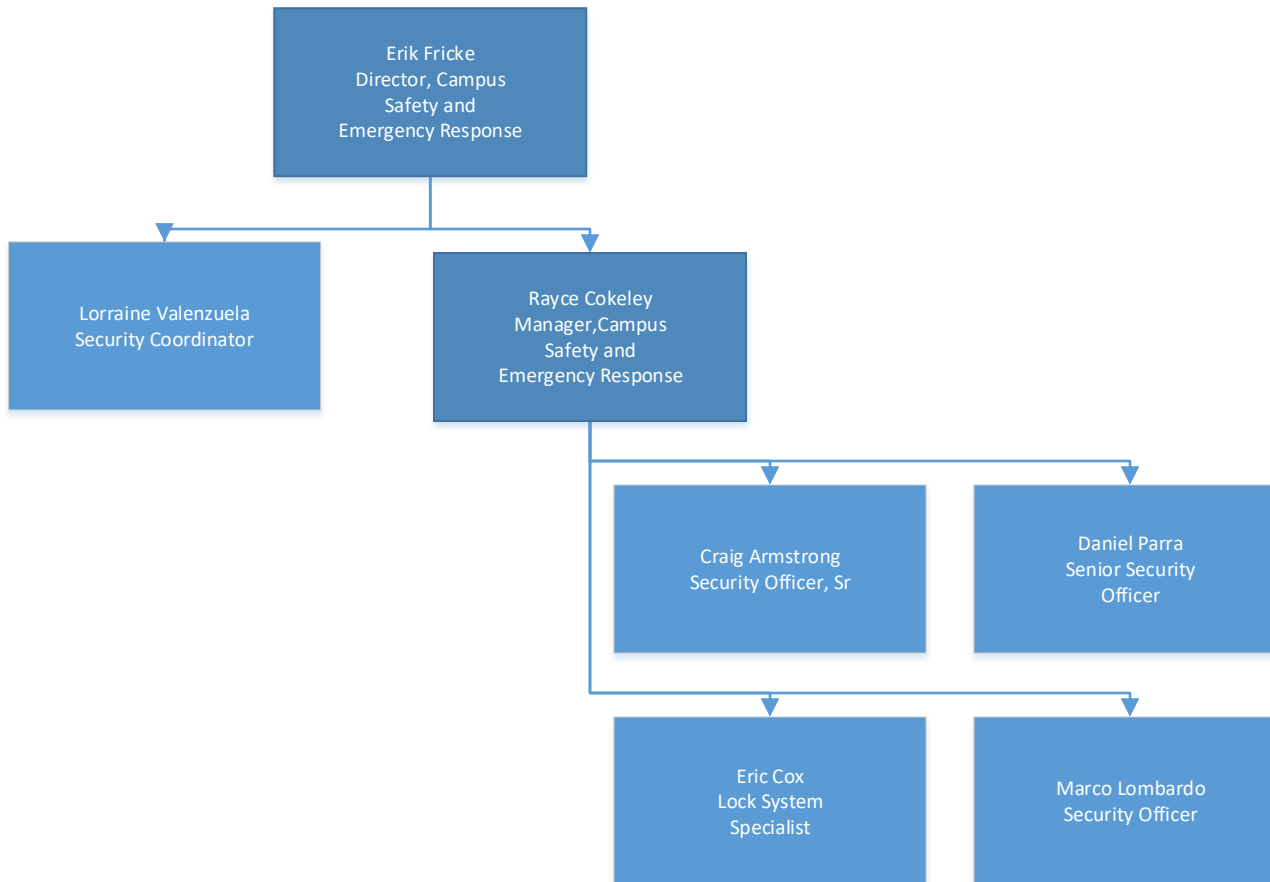 Erik Fricke
Director, Campus
Safety and
Emergency Response
Lorraine Valenzuela
Security Coordinator
Rayce Cokeley
Manager,Campus
Safety and
Emergency Response
Craig Armstrong
Security Officer, Sr
Daniel Parra
Senior Security
Officer
Eric Cox
Lock System
Specialist
Marco Lombardo
Security Officer